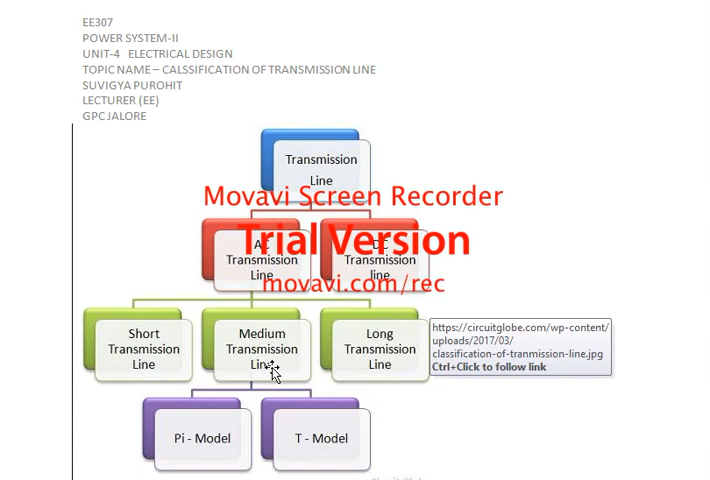 EE307
POWER SYSTEM-II
UNIT-4 ELECTRICAL DESIGN
TOPIC NAME – CALSSIFICATION OF TRANSMISSION LINE
SUVIGYA PUROHIT
LECTURER (EE)
GPC JALORE
Transmission
Line
Movavi Screen Recorder
Trial Version
movavi.com/rec
AC
Transmission
Line
DC
Transmission
line
Short
Transmission
Line
Medium
Transmission
Line
Long
Transmission
Line
https://circuitglobe.com/wp-content/
uploads/2017/03/
classification-of-tranmission-line.jpg
Ctrl+Click to follow link
Pi - Model
T - Model